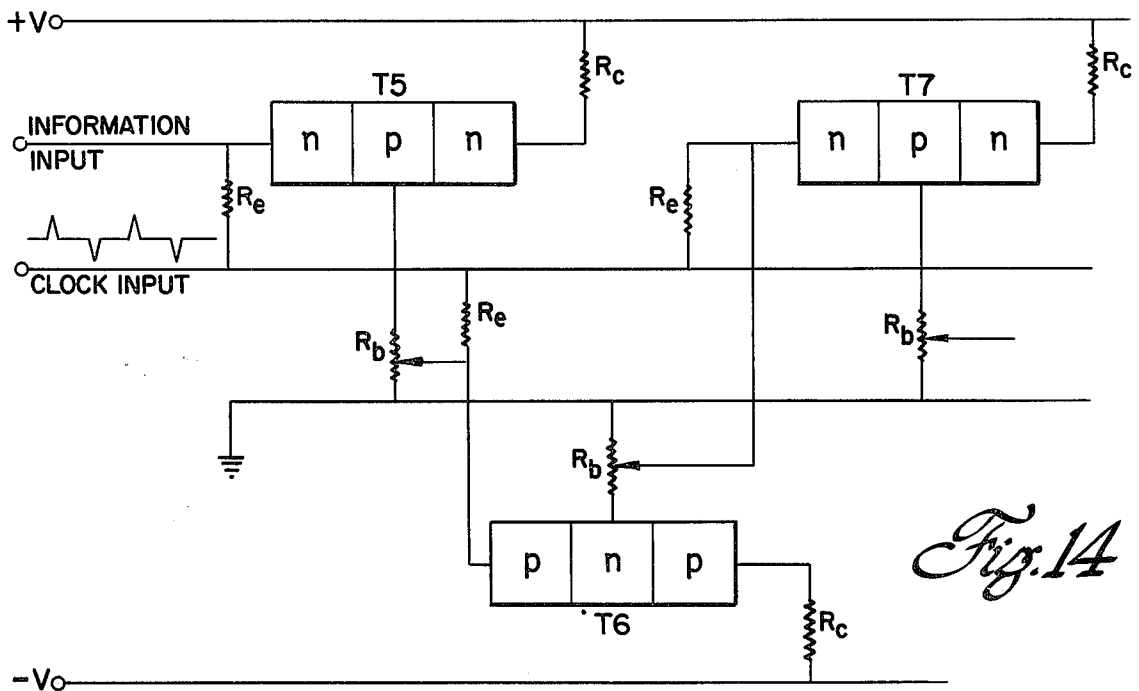 +V
Rc
Rc
T5
T7
INFORMATION
INPUT
n p n
n p n
Re
Re
CLOCK INPUT
Re
Rb
Rb
Rb
p n p
T6
Rc
Fig. 14
-V